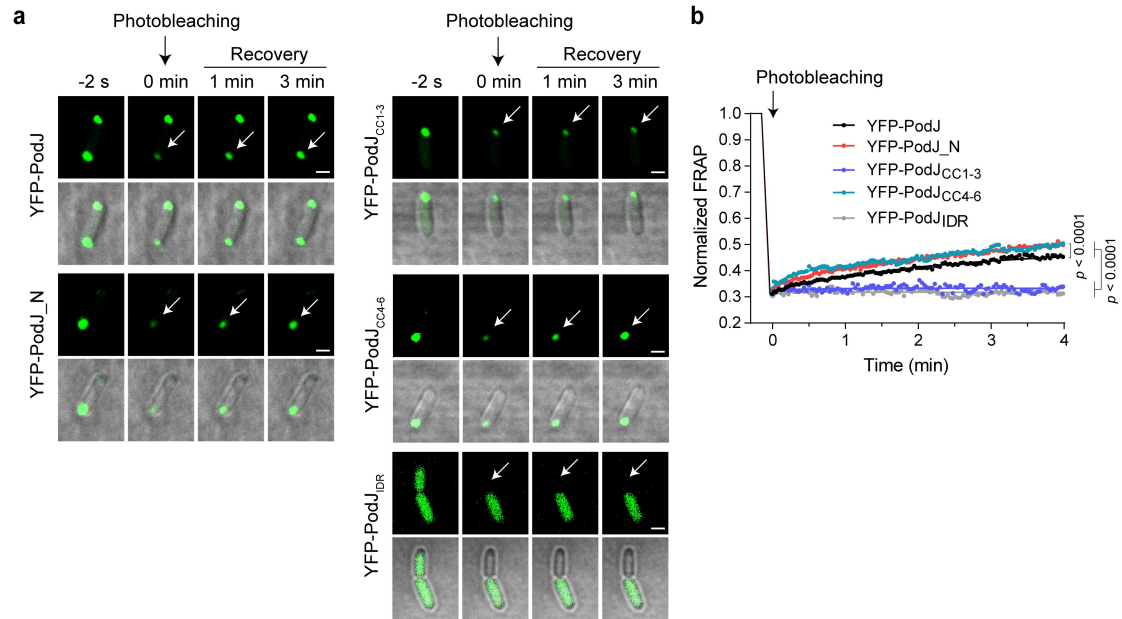 a
Photobleaching
Recovery
-2 s 0 min 1 min 3 min
YFP-PodJ
YFP-PodJ_N
Photobleaching
Recovery
-2 s 0 min 1 min 3 min
YFP-PodJCC1-3
YFP-PodJCC4-6
YFP-PodJIDR
b
Photobleaching
Normalized FRAP
1.0
0.9
0.8
0.7
0.6
0.5
0.4
0.3
0.2
YFP-PodJ
YFP-PodJ_N
YFP-PodJCC1-3
YFP-PodJCC4-6
YFP-PodJIDR
p < 0.0001
p < 0.0001
0 1 2 3 4
Time (min)